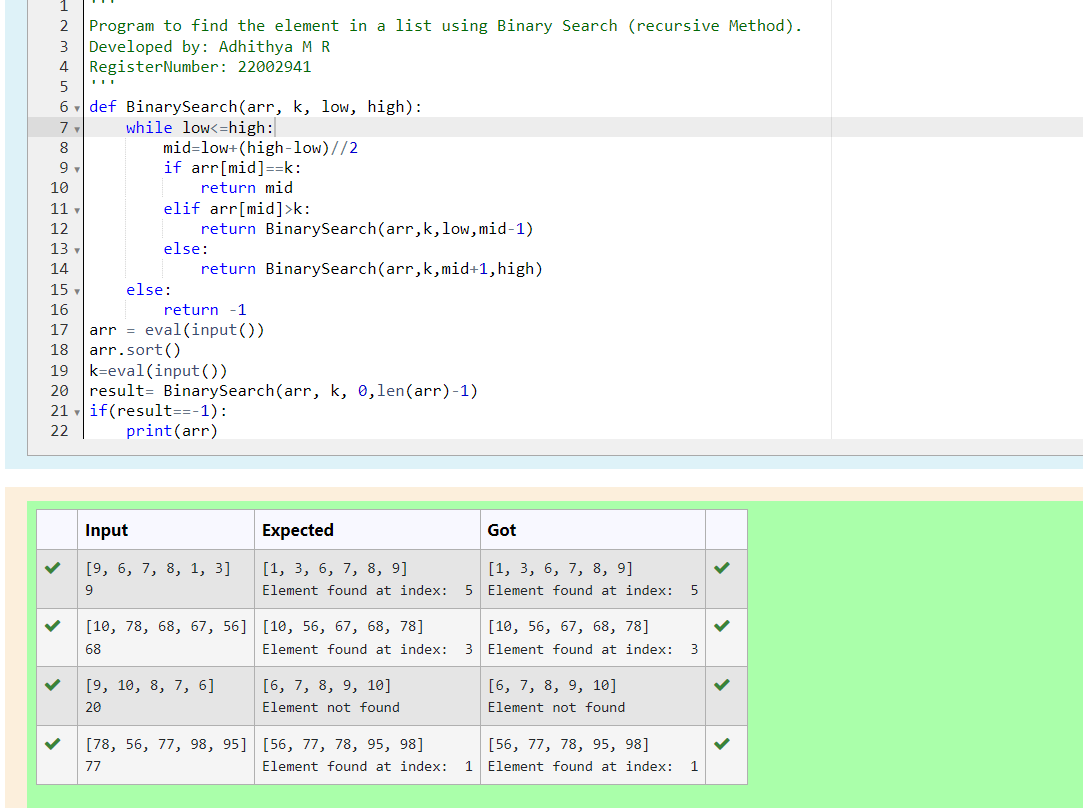 1 '''
2 Program to find the element in a list using Binary Search (recursive Method).
3 Developed by: Adhithya M R
4 RegisterNumber: 22002941
5 '''
6 def BinarySearch(arr, k, low, high):
7     while low<=high:
8         mid=low+(high-low)//2
9         if arr[mid]==k:
10             return mid
11         elif arr[mid]>k:
12             return BinarySearch(arr,k,low,mid-1)
13         else:
14             return BinarySearch(arr,k,mid+1,high)
15     else:
16         return -1
17 arr = eval(input())
18 arr.sort()
19 k=eval(input())
20 result= BinarySearch(arr, k, 0,len(arr)-1)
21 if(result==-1):
22     print(arr)
Input Expected Got
[9, 6, 7, 8, 1, 3] [1, 3, 6, 7, 8, 9] [1, 3, 6, 7, 8, 9]
9 Element found at index:  5 Element found at index:  5
[10, 78, 68, 67, 56] [10, 56, 67, 68, 78] [10, 56, 67, 68, 78]
68 Element found at index:  3 Element found at index:  3
[9, 10, 8, 7, 6] [6, 7, 8, 9, 10] [6, 7, 8, 9, 10]
20 Element not found Element not found
[78, 56, 77, 98, 95] [56, 77, 78, 95, 98] [56, 77, 78, 95, 98]
77 Element found at index:  1 Element found at index:  1